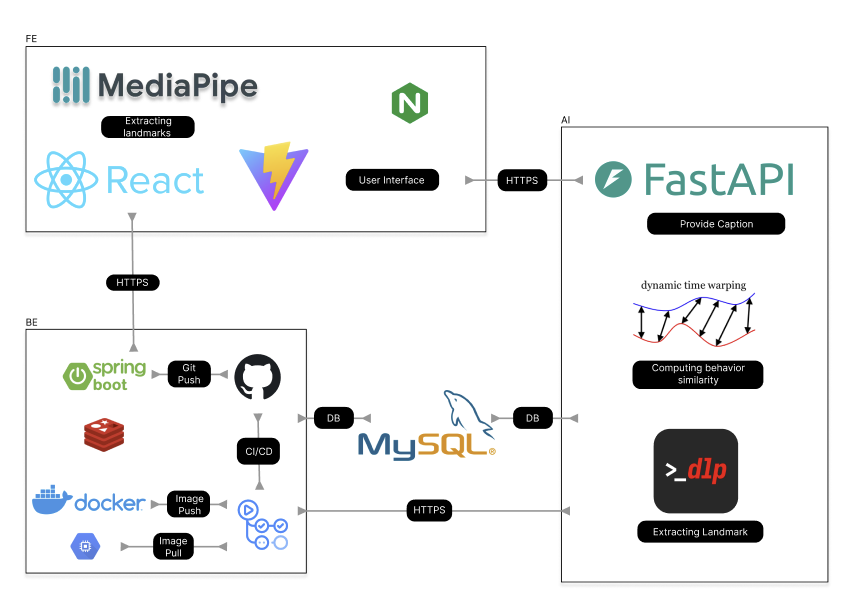 FE
MediaPipe
Extracting
landmarks
N
React
User Interface
HTTPS
AI
FastAPI
Provide Caption
HTTPS
dynamic time warping
Computing behavior
similarity
BE
spring
boot
Git
Push
DB
MySQL®
DB
CI/CD
>_dlp
docker
Image
Push
HTTPS
Extracting Landmark
Image
Pull